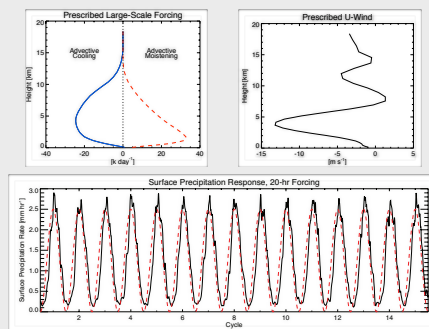 Prescribed Large-Scale Forcing
20
15
10
5
0
Height [km]
Advective
Cooling
Advective
Moistening
-40
-20
0
20
40
[k day⁻¹]
Prescribed U-Wind
20
15
10
5
0
Height [km]
-15
-10
-5
0
5
[m s⁻¹]
Surface Precipitation Response, 20-hr Forcing
3.0
2.5
2.0
1.5
1.0
0.5
0.0
Surface Precipitation Rate [mm hr⁻¹]
2
4
6
8
10
12
14
Cycle